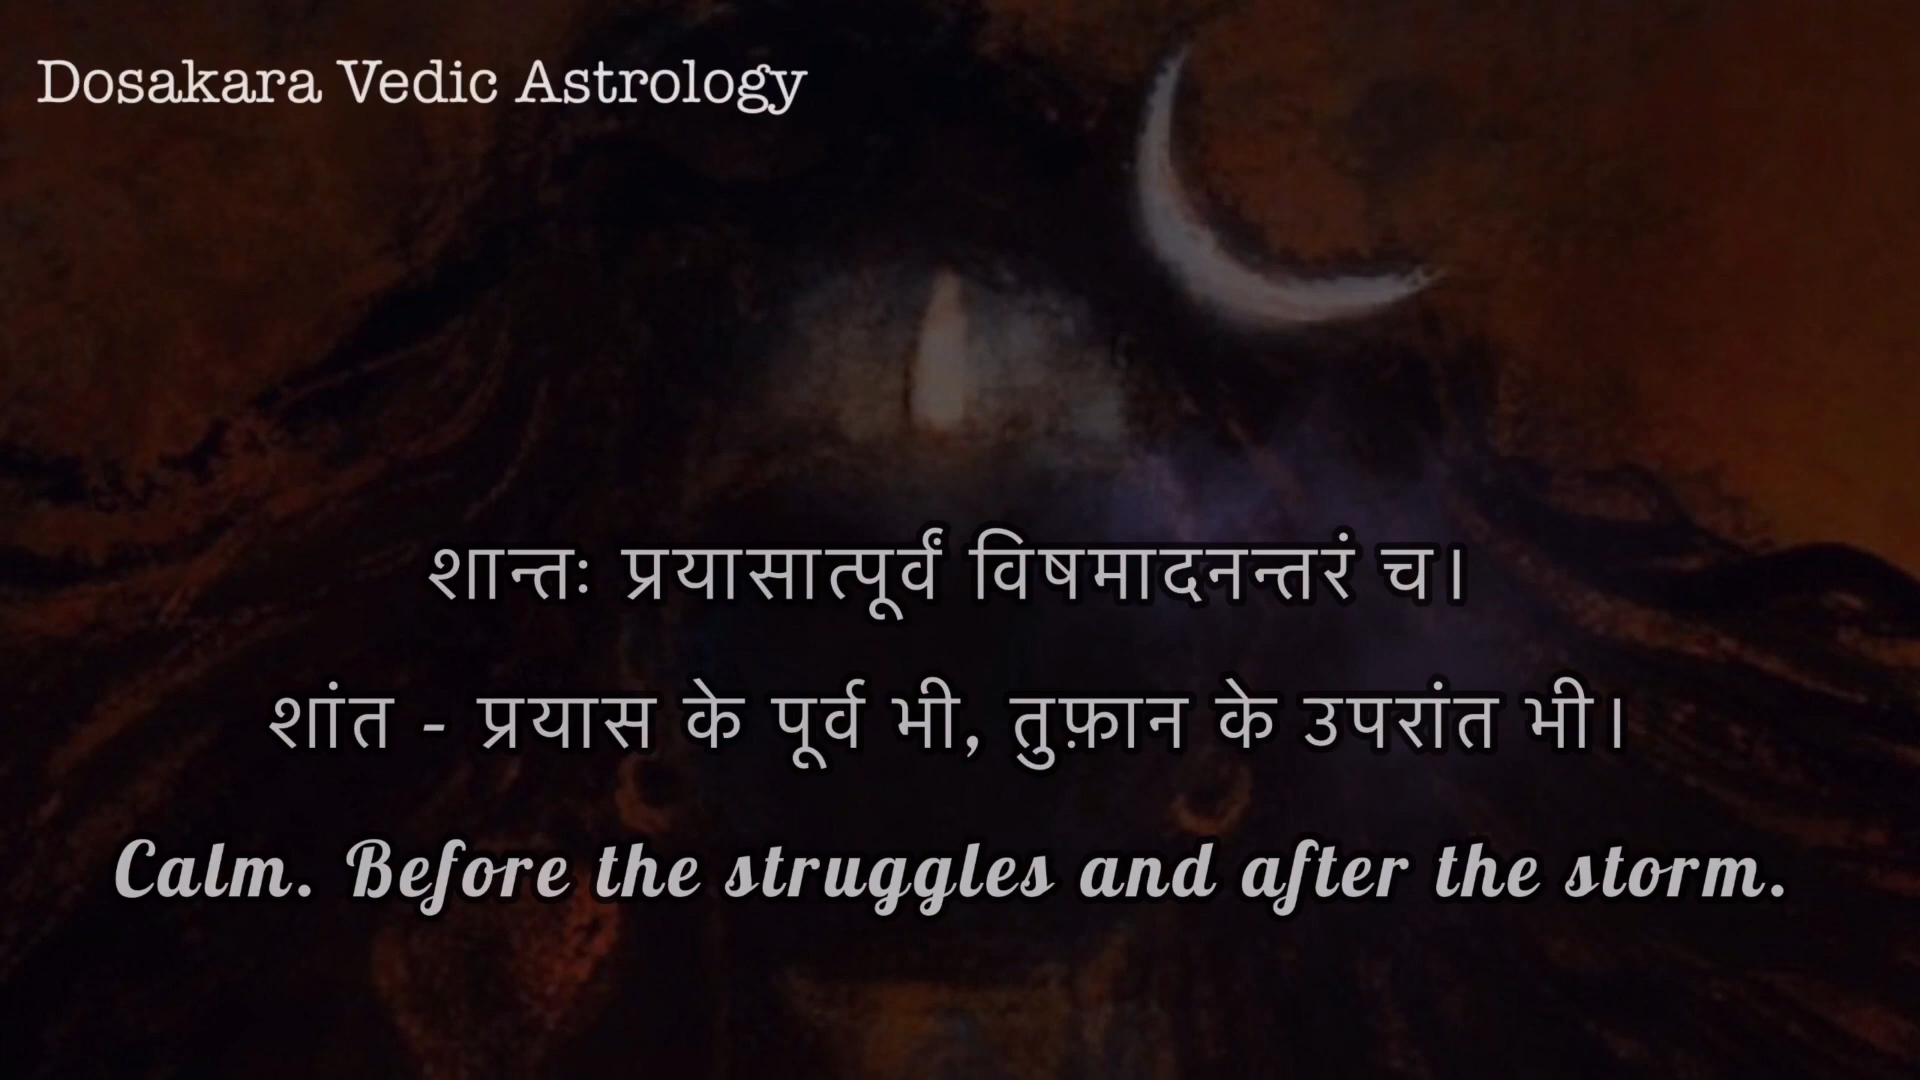 Dosakara Vedic Astrology
शान्तः प्रयासात्पूर्वं विषमादनन्तरं च।
शांत - प्रयास के पूर्व भी, तुफ़ान के उपरांत भी।
Calm. Before the struggles and after the storm.